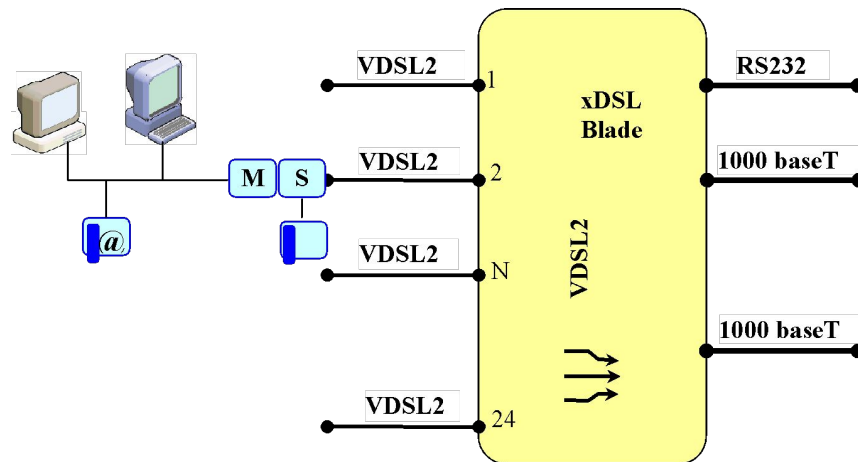 VDSL2
1
xDSL
Blade
RS232
VDSL2
2
1000 baseT
M
S
@
VDSL2
N
VDSL2
1000 baseT
VDSL2
24